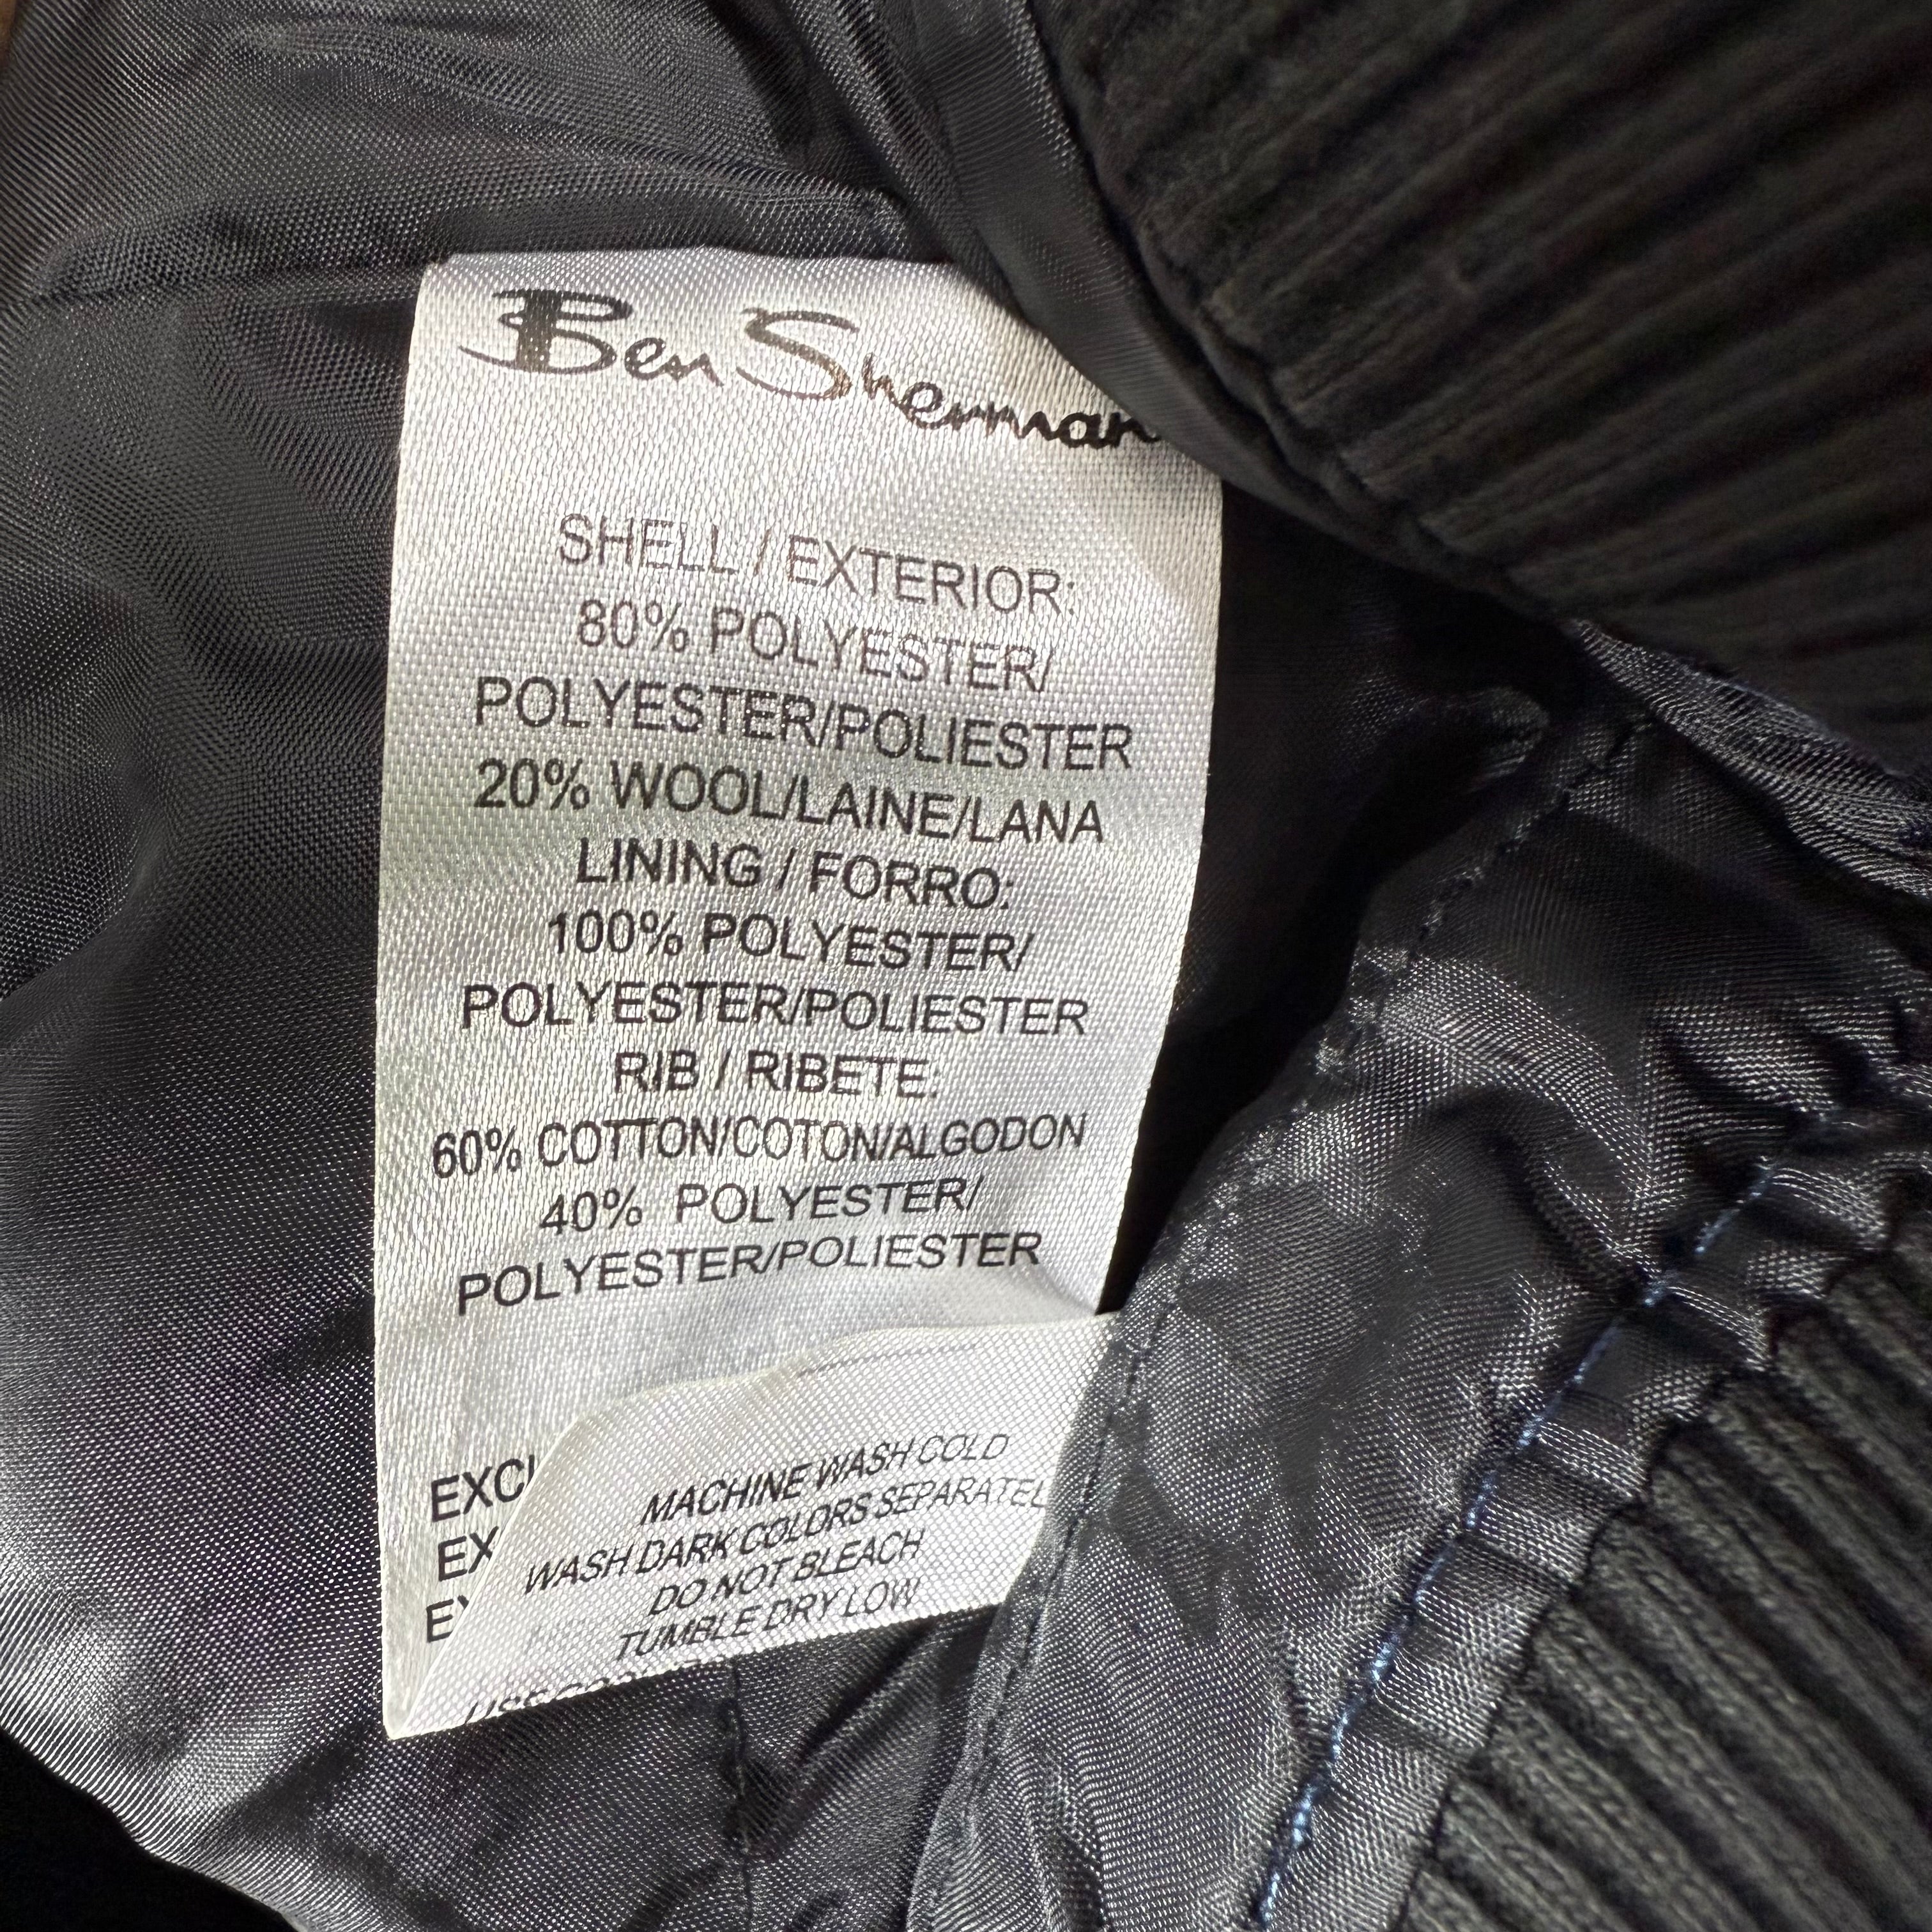 Ben Sherman
SHELL / EXTERIOR:
80% POLYESTER/
POLYESTER/POLIESTER
20% WOOL/LAINE/LANA
LINING / FORRO:
100% POLYESTER/
POLYESTER/POLIESTER
RIB / RIBETE:
60% COTTON/COTON/ALGODON
40% POLYESTER/
POLYESTER/POLIESTER
MACHINE WASH COLD
WASH DARK COLORS SEPARATEL
DO NOT BLEACH
TUMBLE DRY LOW